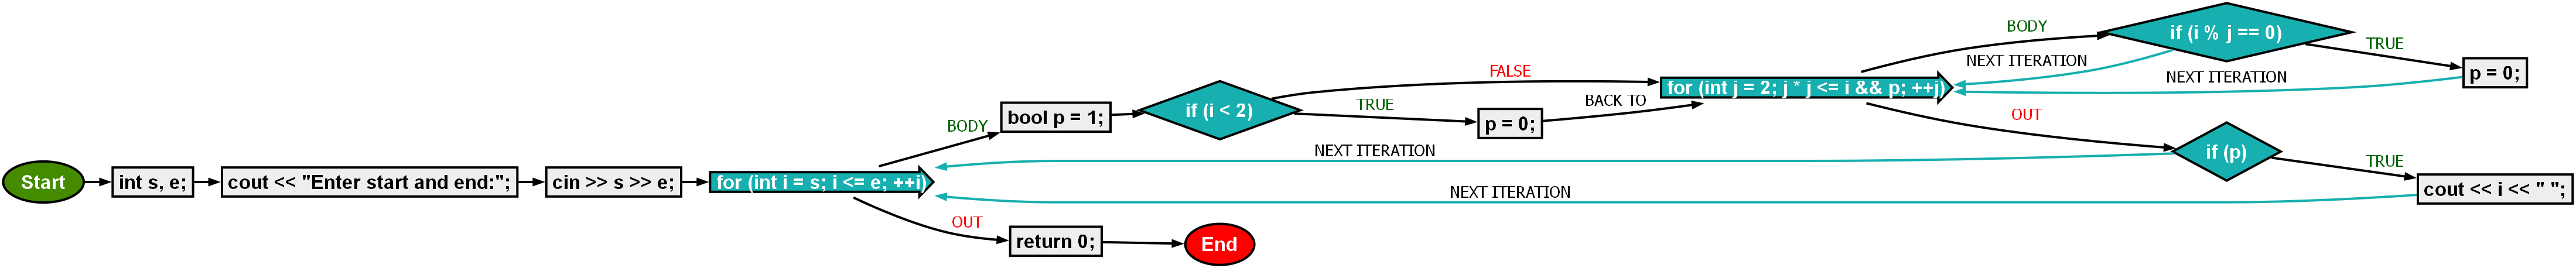 Start
int s, e;
cout << "Enter start and end:";
cin >> s >> e;
for (int i = s; i <= e; ++i)
BODY
bool p = 1;
if (i < 2)
FALSE
TRUE
p = 0;
BACK TO
for (int j = 2; j * j <= i && p; ++j)
BODY
if (i % j == 0)
TRUE
p = 0;
NEXT ITERATION
NEXT ITERATION
OUT
if (p)
TRUE
cout << i << " ";
NEXT ITERATION
NEXT ITERATION
OUT
return 0;
End